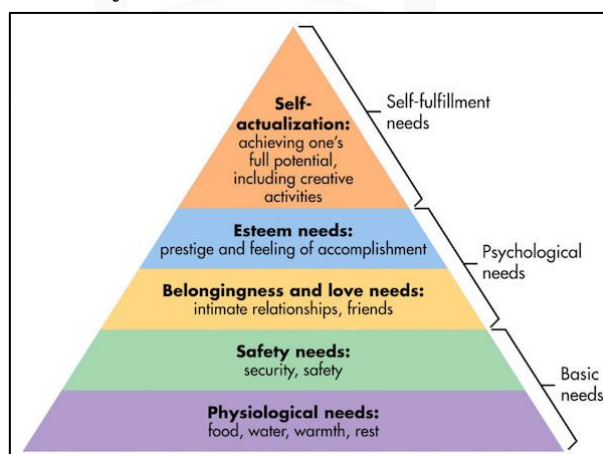 Self-
actualization:
achieving one's
full potential,
including creative
activities
Self-fulfillment
needs
Esteem needs:
prestige and feeling of accomplishment
Psychological
needs
Belongingness and love needs:
intimate relationships, friends
Safety needs:
security, safety
Basic
needs
Physiological needs:
food, water, warmth, rest